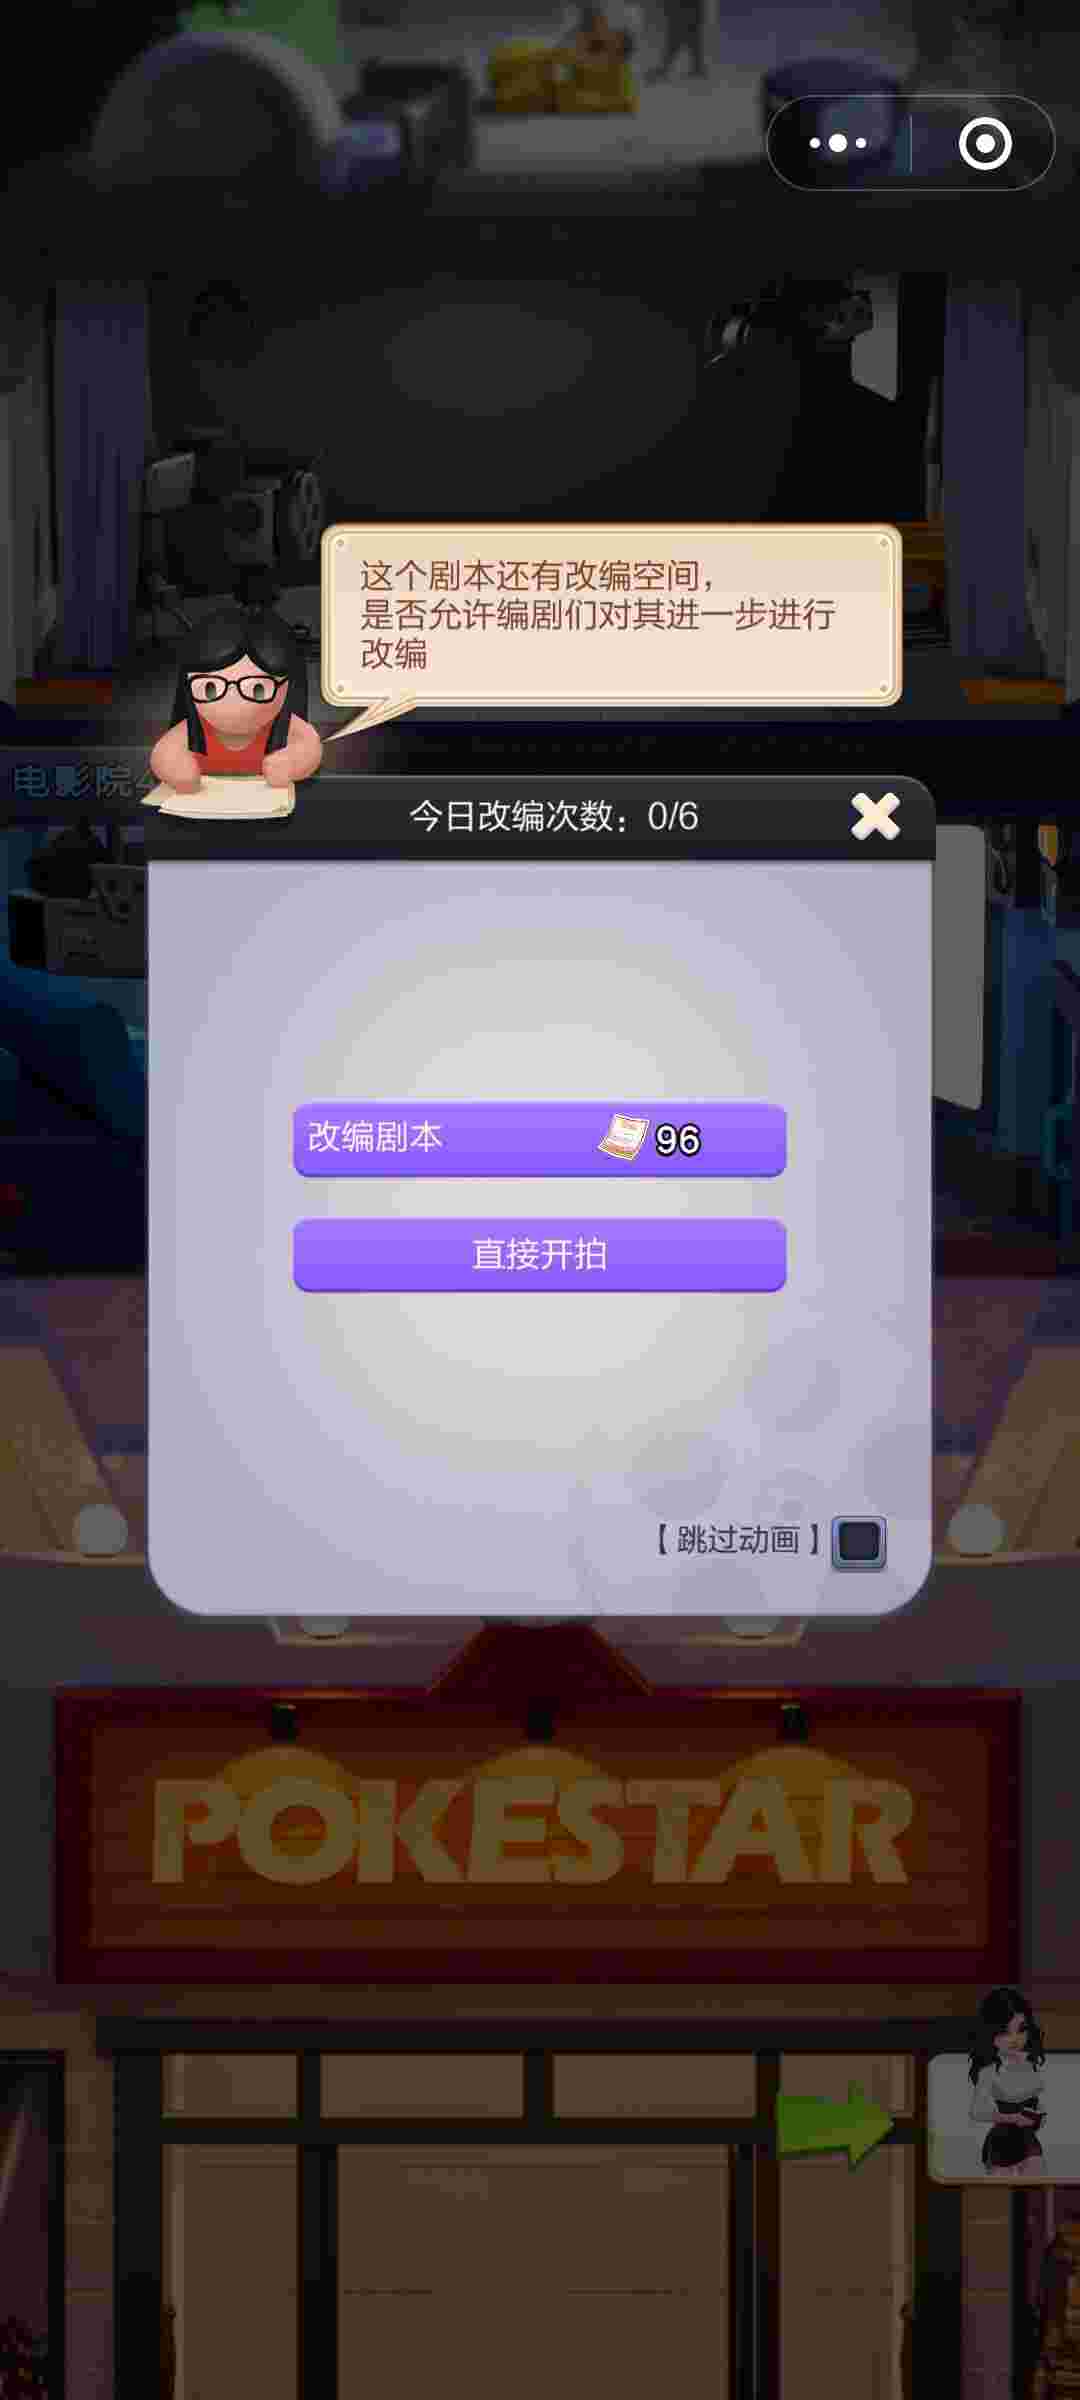 这个剧本还有改编空间，
是否允许编剧们对其进一步进行
改编
电影院
今日改编次数：0/6
改编剧本 96
直接开拍
【跳过动画】
POKESTAR